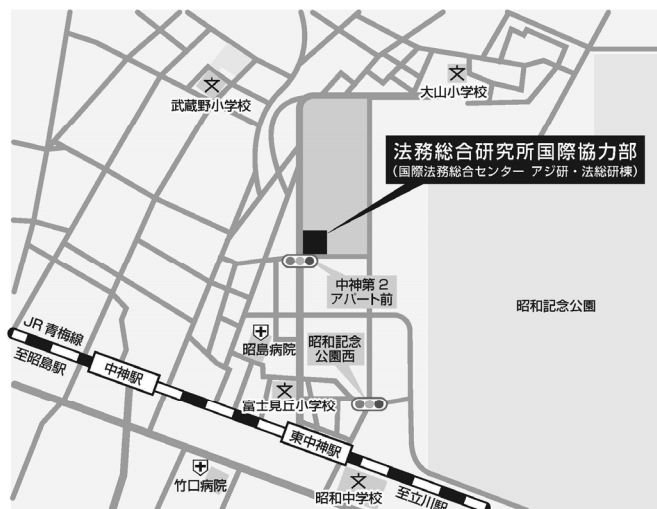 大山小学校
武蔵野小学校
法務総合研究所国際協力部
(国際法務総合センター アジ研・法総研棟)
中神第2
アパート前
昭和記念公園
JR青梅線
至昭島駅
中神駅
昭島病院
昭和記念
公園西
富士見丘小学校
東中神駅
竹口病院
昭和中学校
至立川駅